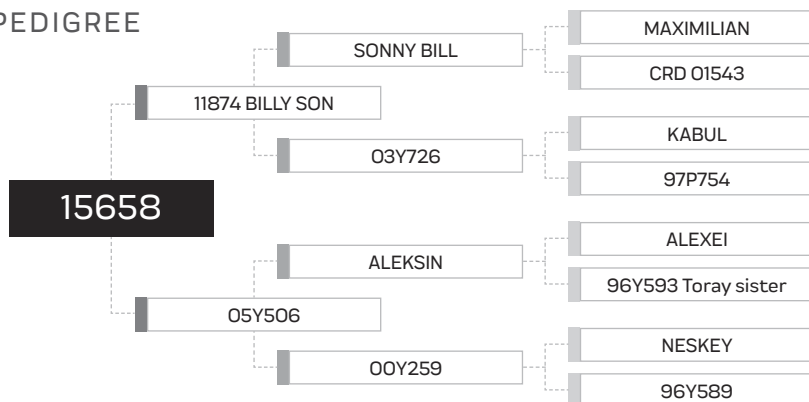 PEDIGREE
MAXIMILIAN
SONNY BILL
CRD 01543
11874 BILLY SON
KABUL
03Y726
97P754
15658
ALEXEI
ALEKSIN
96Y593 Toray sister
05Y506
NESKEY
00Y259
96Y589